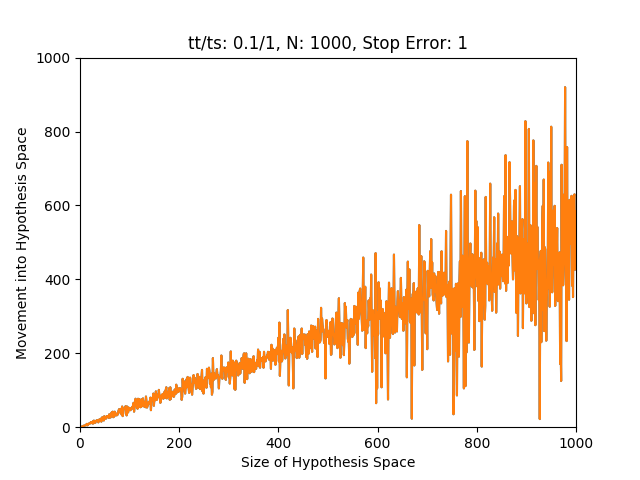 tt/ts: 0.1/1, N: 1000, Stop Error: 1
1000
800
600
400
200
0
Movement into Hypothesis Space
0 200 400 600 800 1000
Size of Hypothesis Space